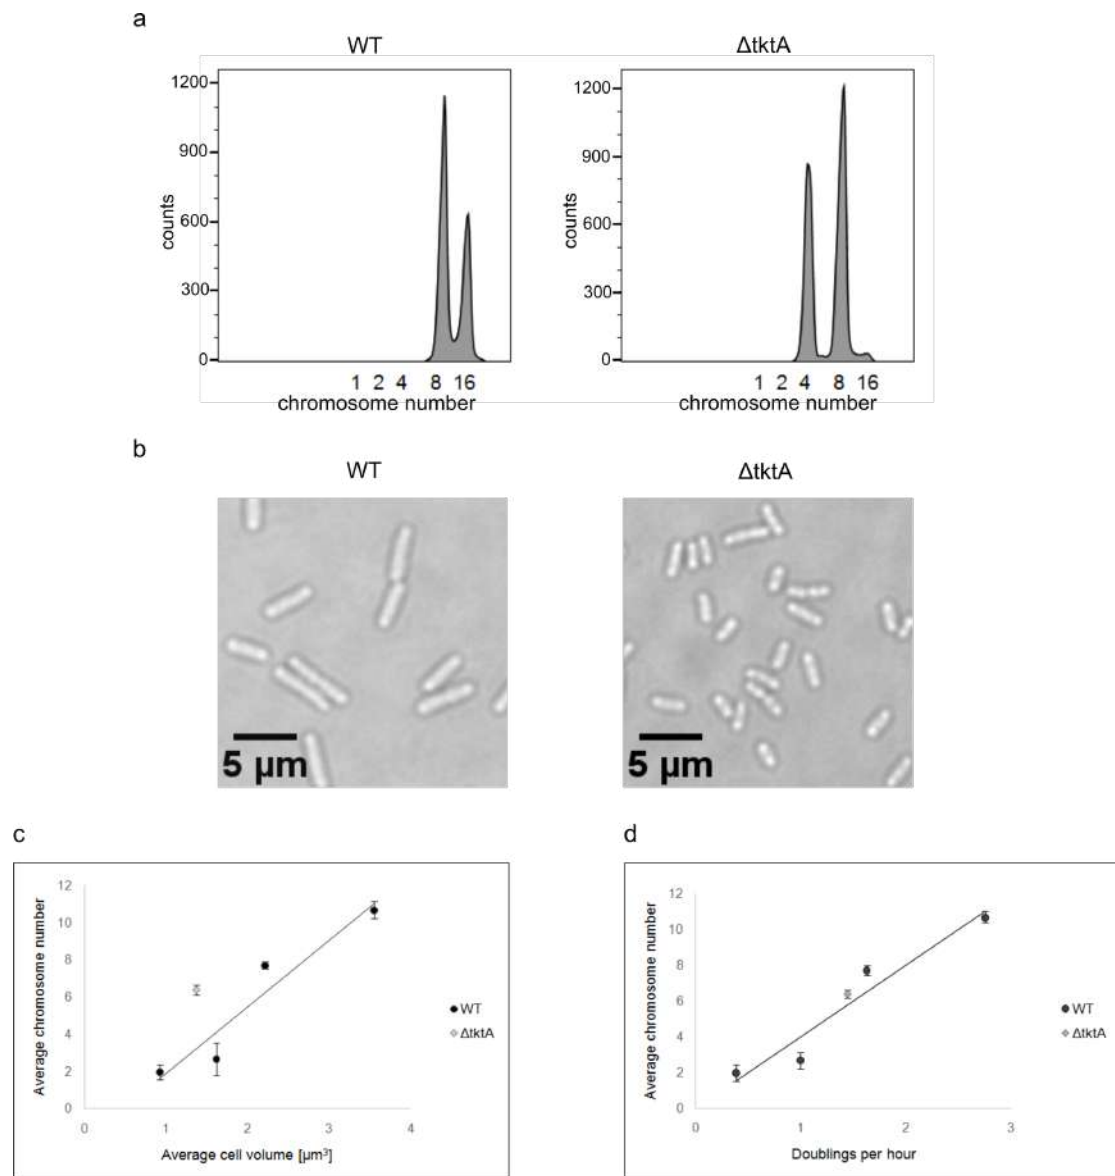 a
WT
ΔtktA
1200
900
600
300
0
counts
1 2 4 8 16
chromosome number
1200
900
600
300
0
counts
1 2 4 8 16
chromosome number
b
WT
ΔtktA
5 µm
5 µm
c
12
10
8
6
4
2
0
Average chromosome number
0 1 2 3 4
Average cell volume [µm³]
WT
ΔtktA
d
12
10
8
6
4
2
0
Average chromosome number
0 1 2 3
Doublings per hour
WT
ΔtktA